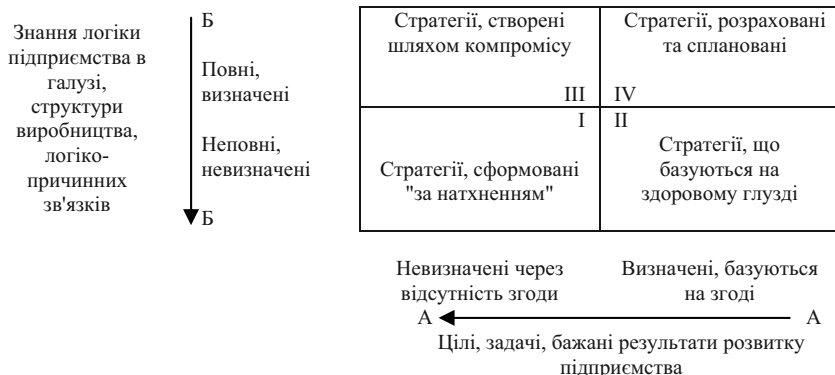 Знання логіки
підприємства в
галузі,
структури
виробництва,
логіко-
причинних
зв'язків
Б
Повні,
визначені
Неповні,
невизначені
Б
Стратегії, створені
шляхом компромісу
III
Стратегії, розраховані
та сплановані
IV
I
Стратегії, сформовані
"за натхненням"
II
Стратегії, що
базуються на
здоровому глузді
Невизначені через
відсутність згоди
Визначені, базуються
на згоді
А
А
Цілі, задачі, бажані результати розвитку
підприємства